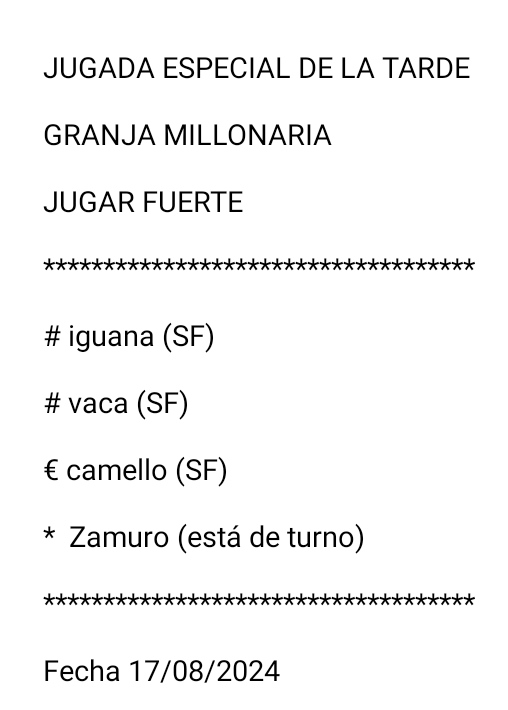 JUGADA ESPECIAL DE LA TARDE
GRANJA MILLONARIA
JUGAR FUERTE
************************************
# iguana (SF)
# vaca (SF)
€ camello (SF)
*  Zamuro (está de turno)
************************************
Fecha 17/08/2024